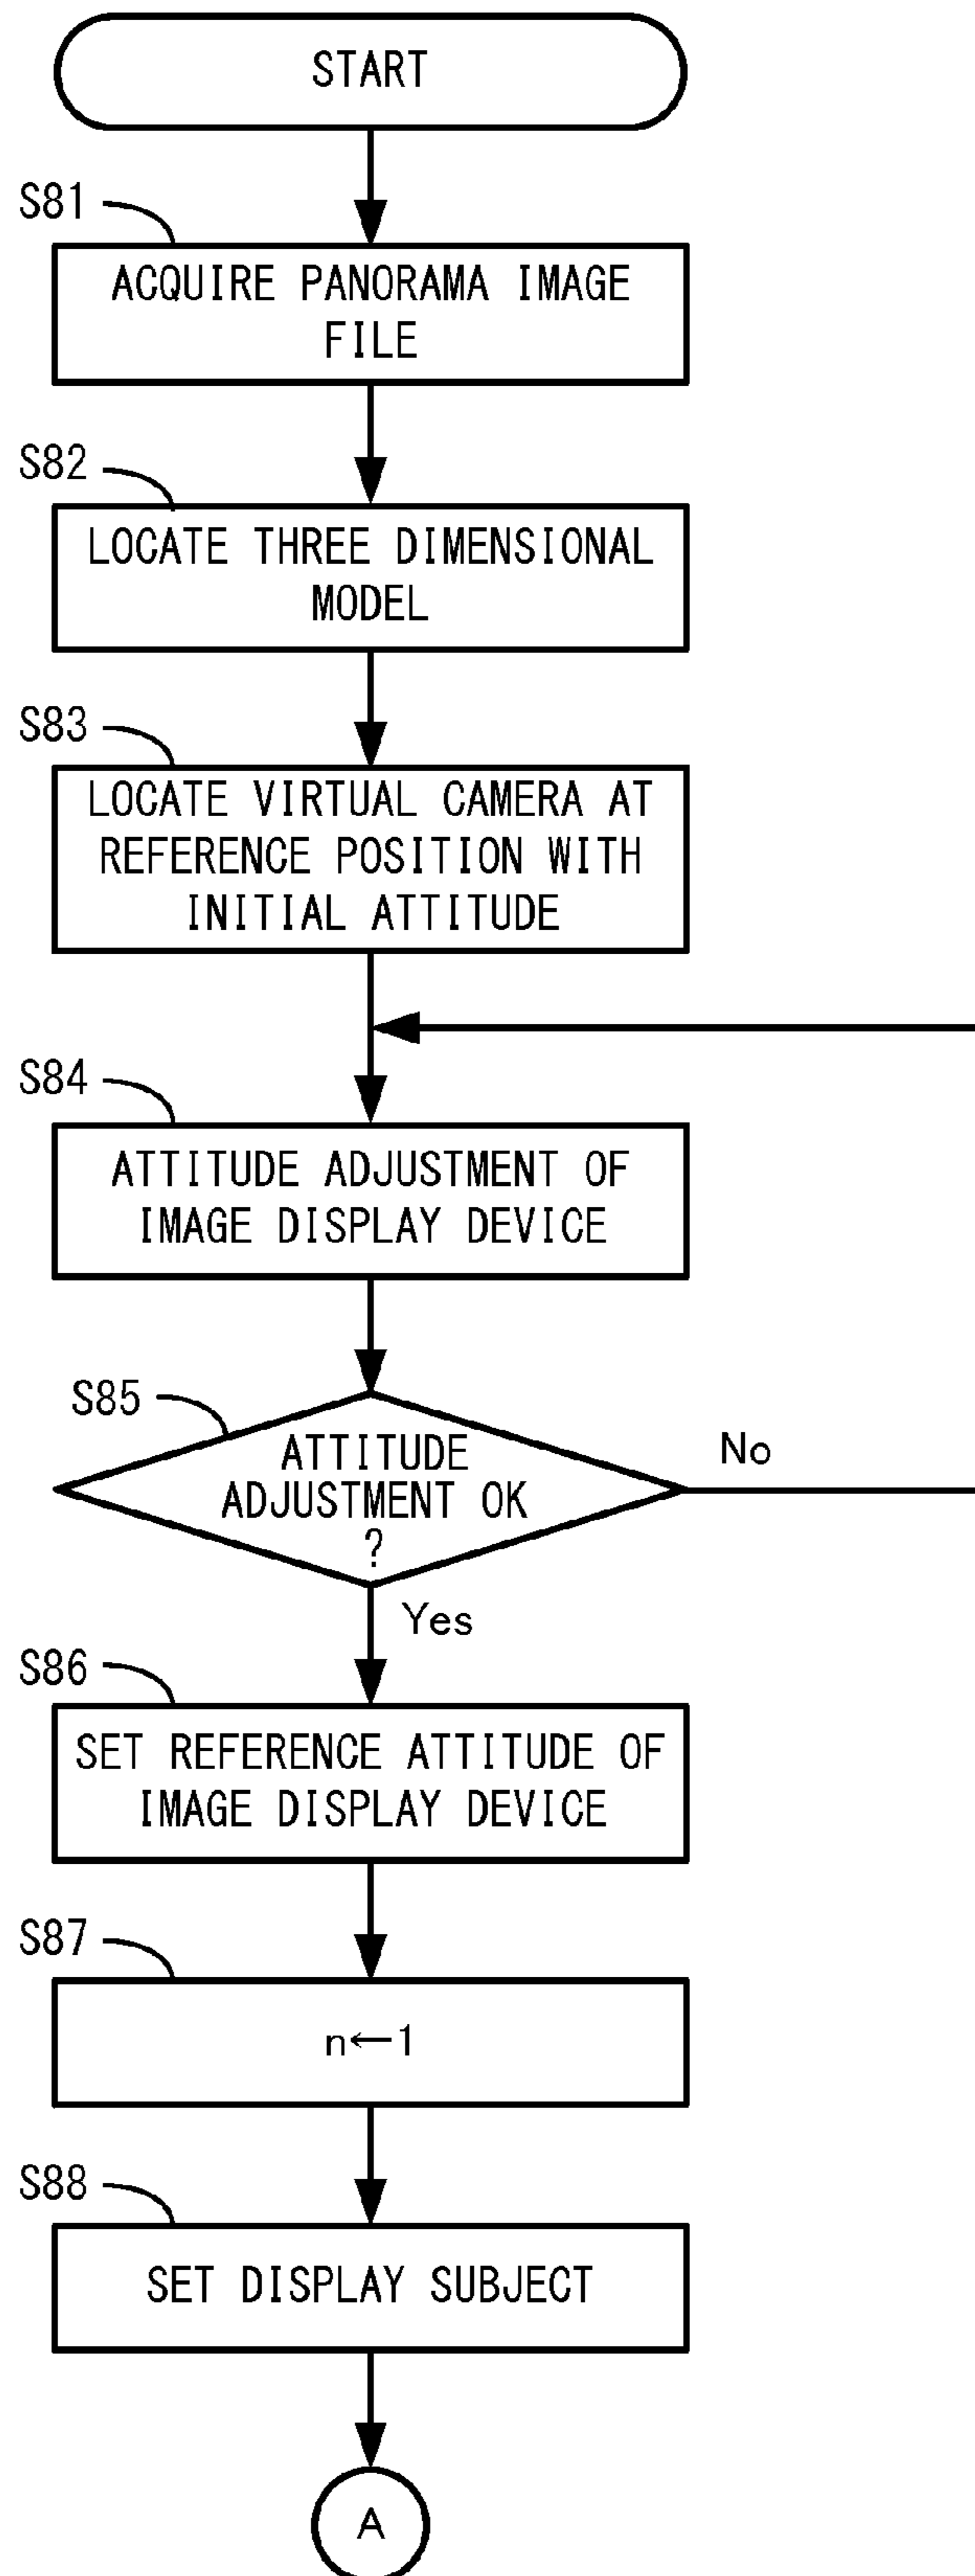 START
S81
ACQUIRE PANORAMA IMAGE
FILE
S82
LOCATE THREE DIMENSIONAL
MODEL
S83
LOCATE VIRTUAL CAMERA AT
REFERENCE POSITION WITH
INITIAL ATTITUDE
S84
ATTITUDE ADJUSTMENT OF
IMAGE DISPLAY DEVICE
S85
ATTITUDE
ADJUSTMENT OK
?
No
Yes
S86
SET REFERENCE ATTITUDE OF
IMAGE DISPLAY DEVICE
S87
n←1
S88
SET DISPLAY SUBJECT
A